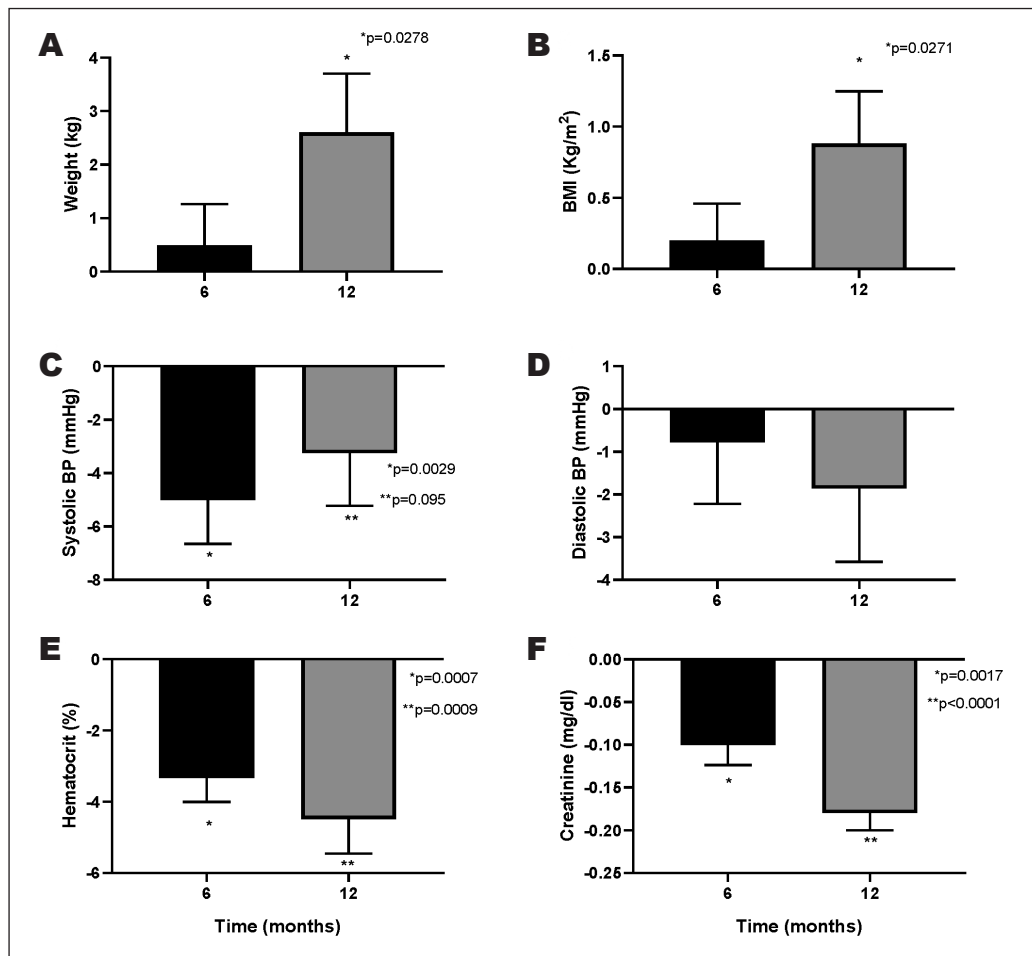 A
*p=0.0278
Weight (kg)
4
3
2
1
0
*
6
12
B
*p=0.0271
BMI (Kg/m²)
1.5
1.0
0.5
0.0
*
6
12
C
Systolic BP (mmHg)
0
-2
-4
-6
-8
*p=0.0029
**p=0.095
*
**
6
12
D
Diastolic BP (mmHg)
1
0
-1
-2
-3
-4
6
12
E
Hematocrit (%)
0
-2
-4
-6
*p=0.0007
**p=0.0009
*
**
6
12
Time (months)
F
Creatinine (mg/dl)
0.00
-0.05
-0.10
-0.15
-0.20
-0.25
*p=0.0017
**p<0.0001
*
**
6
12
Time (months)